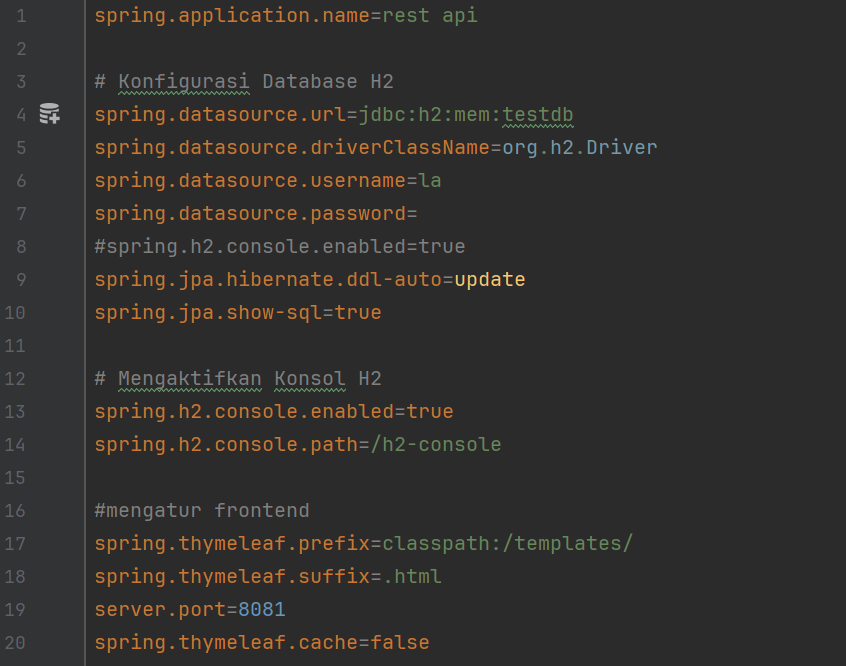 1 spring.application.name=rest api
2
3 # Konfigurasi Database H2
4 spring.datasource.url=jdbc:h2:mem:testdb
5 spring.datasource.driverClassName=org.h2.Driver
6 spring.datasource.username=la
7 spring.datasource.password=
8 #spring.h2.console.enabled=true
9 spring.jpa.hibernate.ddl-auto=update
10 spring.jpa.show-sql=true
11
12 # Mengaktifkan Konsol H2
13 spring.h2.console.enabled=true
14 spring.h2.console.path=/h2-console
15
16 #mengatur frontend
17 spring.thymeleaf.prefix=classpath:/templates/
18 spring.thymeleaf.suffix=.html
19 server.port=8081
20 spring.thymeleaf.cache=false